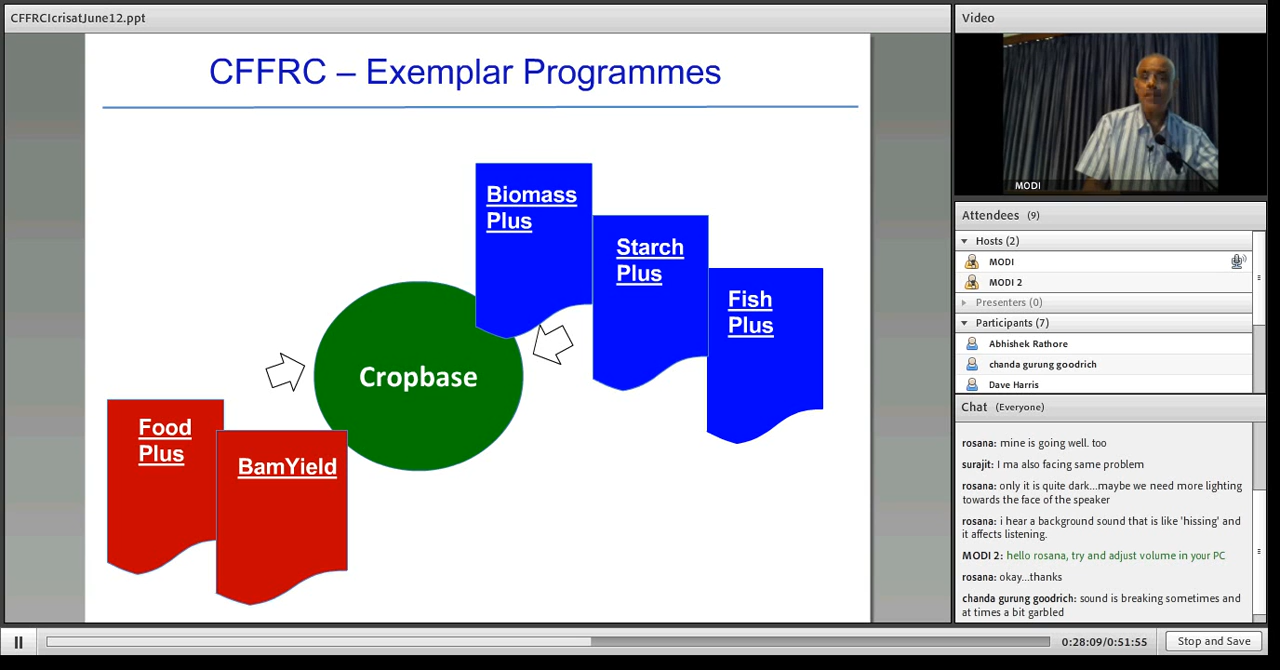 CFFRCIcrisatJune12.ppt
CFFRC – Exemplar Programmes
Biomass
Plus
Starch
Plus
Fish
Plus
Cropbase
Food
Plus
BamYield
Video
MODI
Attendees (9)
Hosts (2)
MODI
MODI 2
Presenters (0)
Participants (7)
Abhishek Rathore
chanda gurung goodrich
Dave Harris
Chat (Everyone)
rosana: mine is going well. too
surajit: I ma also facing same problem
rosana: only it is quite dark...maybe we need more lighting
towards the face of the speaker
rosana: i hear a background sound that is like 'hissing' and
it affects listening.
MODI 2: hello rosana, try and adjust volume in your PC
rosana: okay...thanks
chanda gurung goodrich: sound is breaking sometimes and
at times a bit garbled
0:28:09/0:51:55
Stop and Save